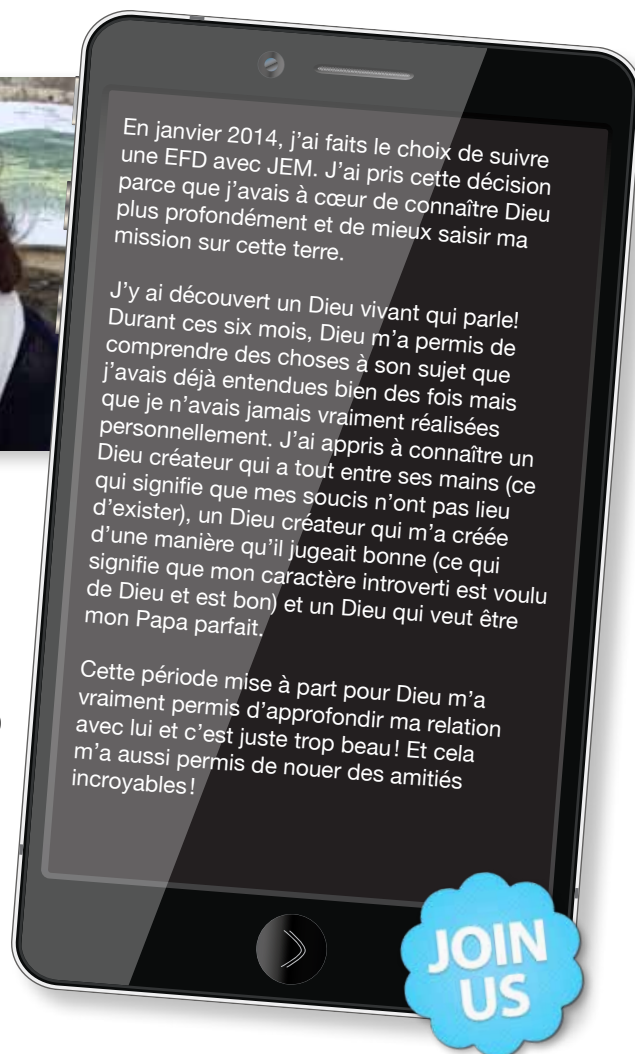 En janvier 2014, j’ai faits le choix de suivre
une EFD avec JEM. J’ai pris cette décision
parce que j’avais à cœur de connaître Dieu
plus profondément et de mieux saisir ma
mission sur cette terre.
J’y ai découvert un Dieu vivant qui parle!
Durant ces six mois, Dieu m’a permis de
comprendre des choses à son sujet que
j’avais déjà entendues bien des fois mais
que je n’avais jamais vraiment réalisées
personnellement. J’ai appris à connaître un
Dieu créateur qui a tout entre ses mains (ce
qui signifie que mes soucis n’ont pas lieu
d’exister), un Dieu créateur qui m’a créée
d’une manière qu’il jugeait bonne (ce qui
signifie que mon caractère introverti est voulu
de Dieu et est bon) et un Dieu qui veut être
mon Papa parfait.
Cette période mise à part pour Dieu m’a
vraiment permis d’approfondir ma relation
avec lui et c’est juste trop beau! Et cela
m’a aussi permis de nouer des amitiés
incroyables!
JOIN
US